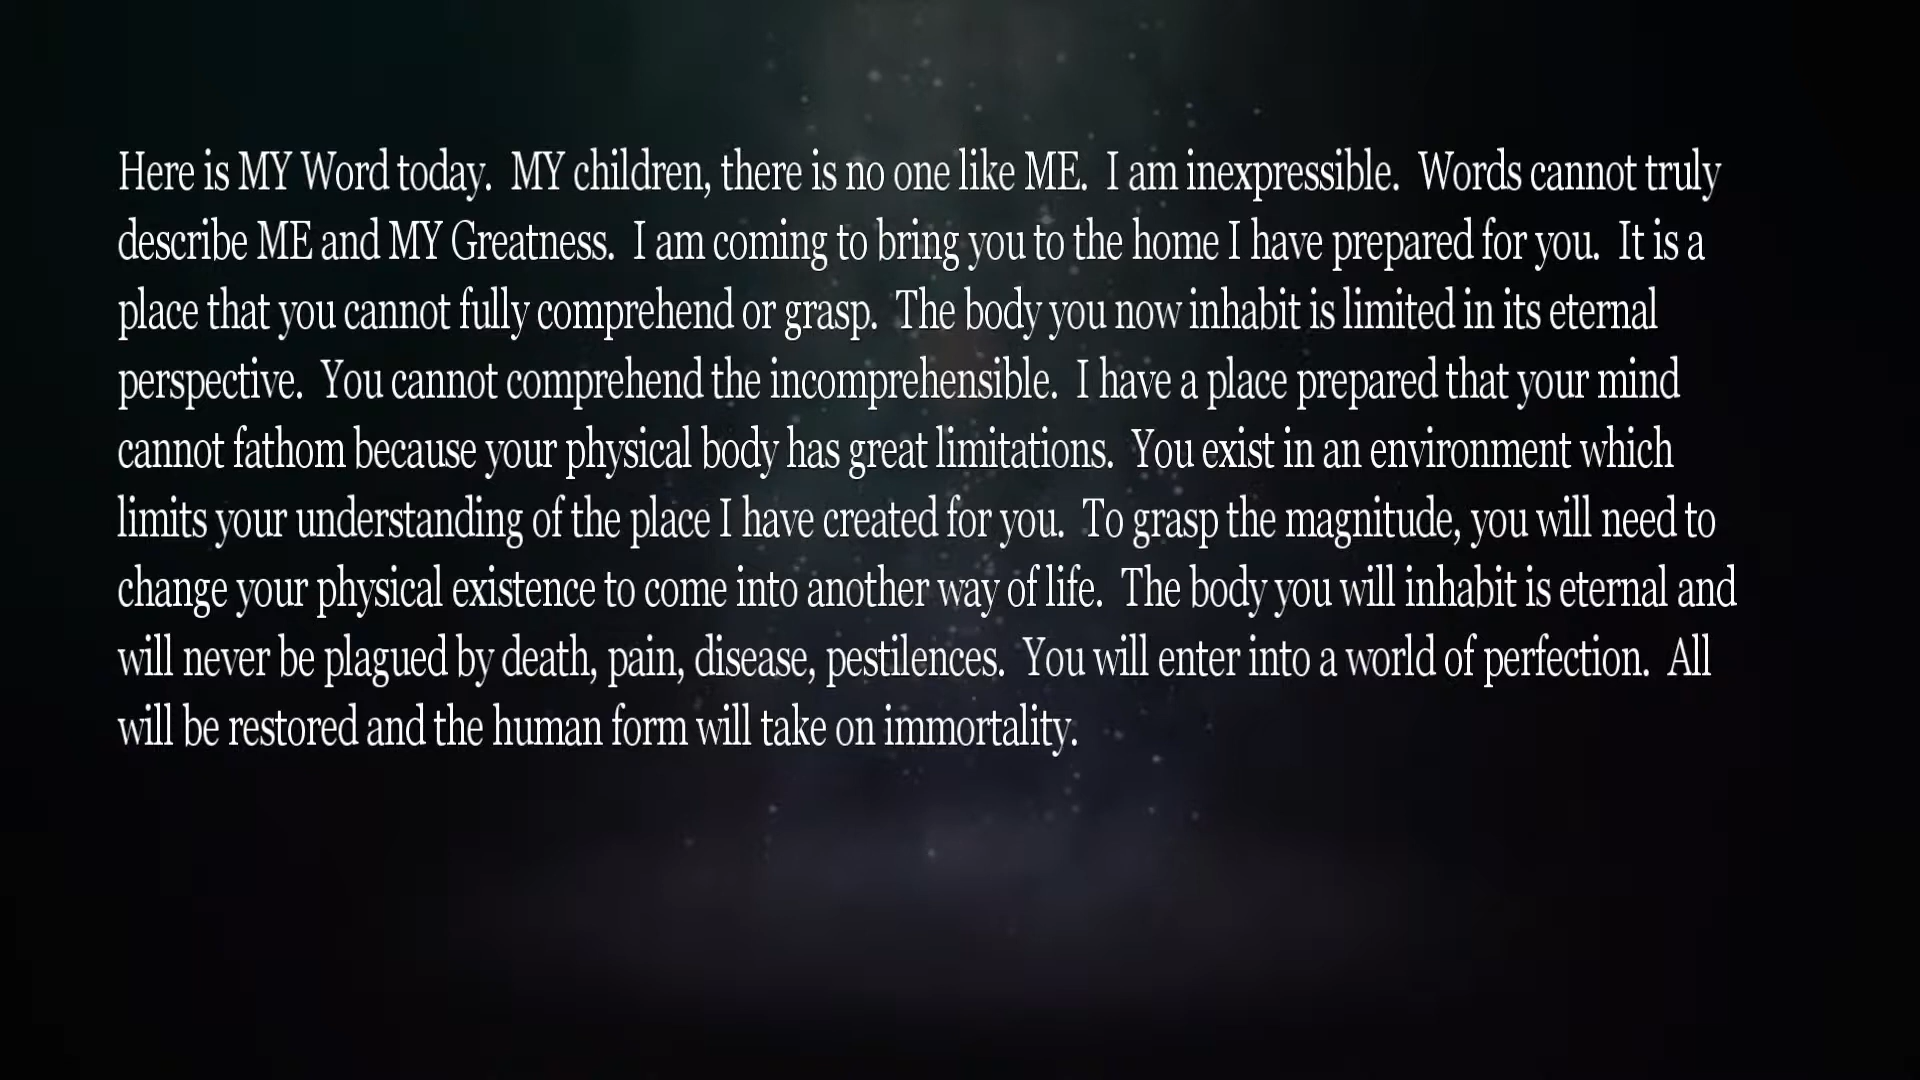 Here is MY Word today.  MY children, there is no one like ME.  I am inexpressible.  Words cannot truly
describe ME and MY Greatness.  I am coming to bring you to the home I have prepared for you.  It is a
place that you cannot fully comprehend or grasp.  The body you now inhabit is limited in its eternal
perspective.  You cannot comprehend the incomprehensible.  I have a place prepared that your mind
cannot fathom because your physical body has great limitations.  You exist in an environment which
limits your understanding of the place I have created for you.  To grasp the magnitude, you will need to
change your physical existence to come into another way of life.  The body you will inhabit is eternal and
will never be plagued by death, pain, disease, pestilences.  You will enter into a world of perfection.  All
will be restored and the human form will take on immortality.